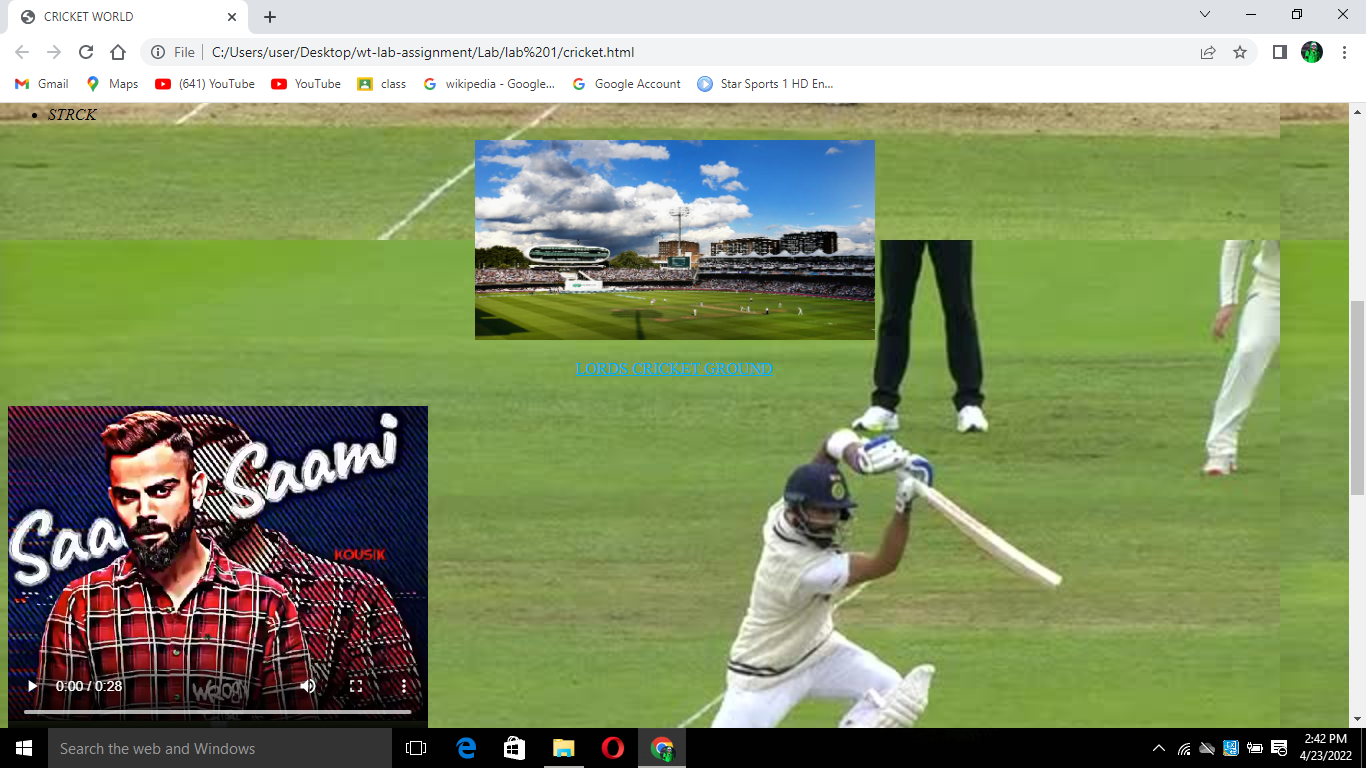 CRICKET WORLD
File
C:/Users/user/Desktop/wt-lab-assignment/Lab/lab%201/cricket.html
Gmail Maps (641) YouTube YouTube class wikipedia - Google... Google Account Star Sports 1 HD En...
STRCK
LORDS CRICKET GROUND
Saami
Saa
KOUSIK
0:00 / 0:28
Search the web and Windows
2:42 PM
4/23/2022